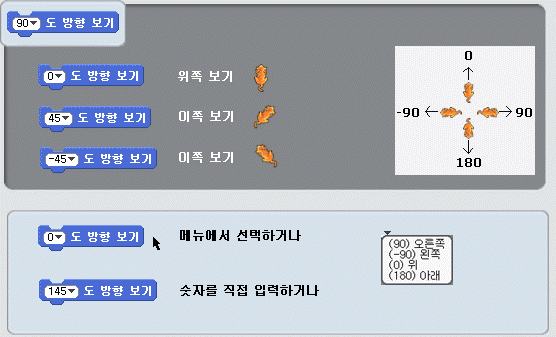 90 도 방향 보기
0 도 방향 보기 위쪽 보기
45 도 방향 보기 이쪽 보기
-45 도 방향 보기 이쪽 보기
0
-90 90
180
0 도 방향 보기 메뉴에서 선택하거나
145 도 방향 보기 숫자를 직접 입력하거나
(90) 오른쪽
(-90) 왼쪽
(0) 위
(180) 아래